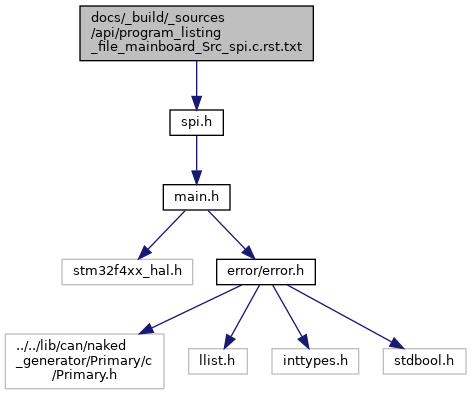 docs/_build/_sources
/api/program_listing
_file_mainboard_Src_spi.c.rst.txt
spi.h
main.h
stm32f4xx_hal.h
error/error.h
../../lib/can/naked
_generator/Primary/c
/Primary.h
llist.h
inttypes.h
stdbool.h